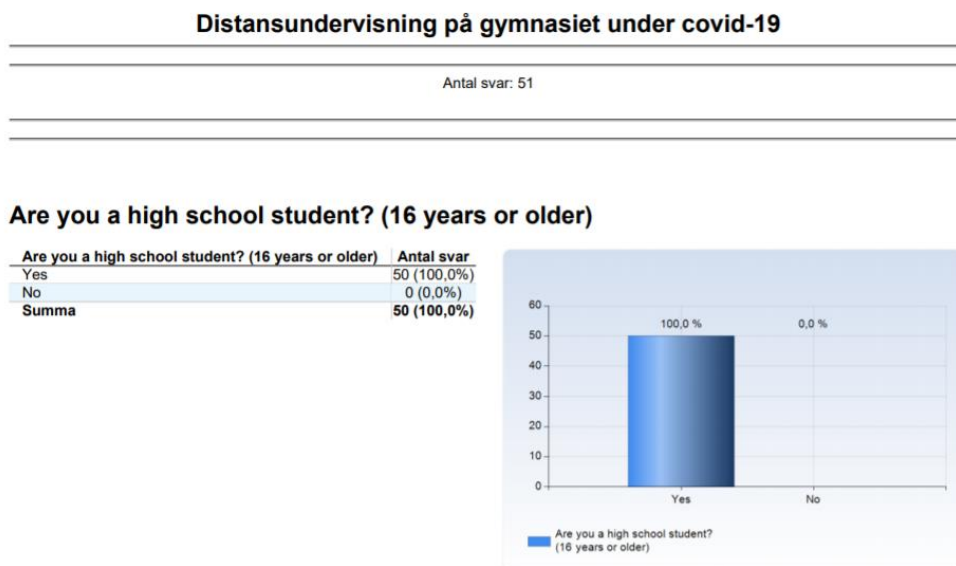 Distansundervisning på gymnasiet under covid-19
Antal svar: 51
Are you a high school student? (16 years or older)
Are you a high school student? (16 years or older) Antal svar
Yes 50 (100,0%)
No 0 (0,0%)
Summa 50 (100,0%)
60
50
40
30
20
10
0
100,0 % 0,0 %
Yes No
Are you a high school student?
(16 years or older)